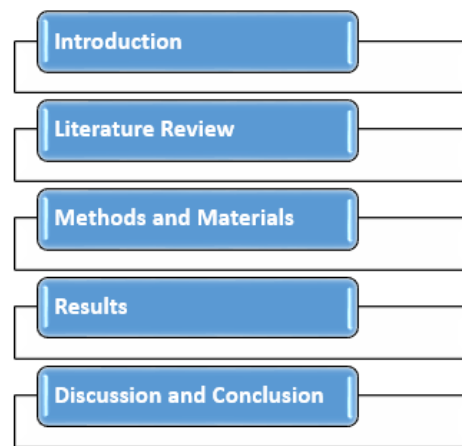 Introduction
Literature Review
Methods and Materials
Results
Discussion and Conclusion